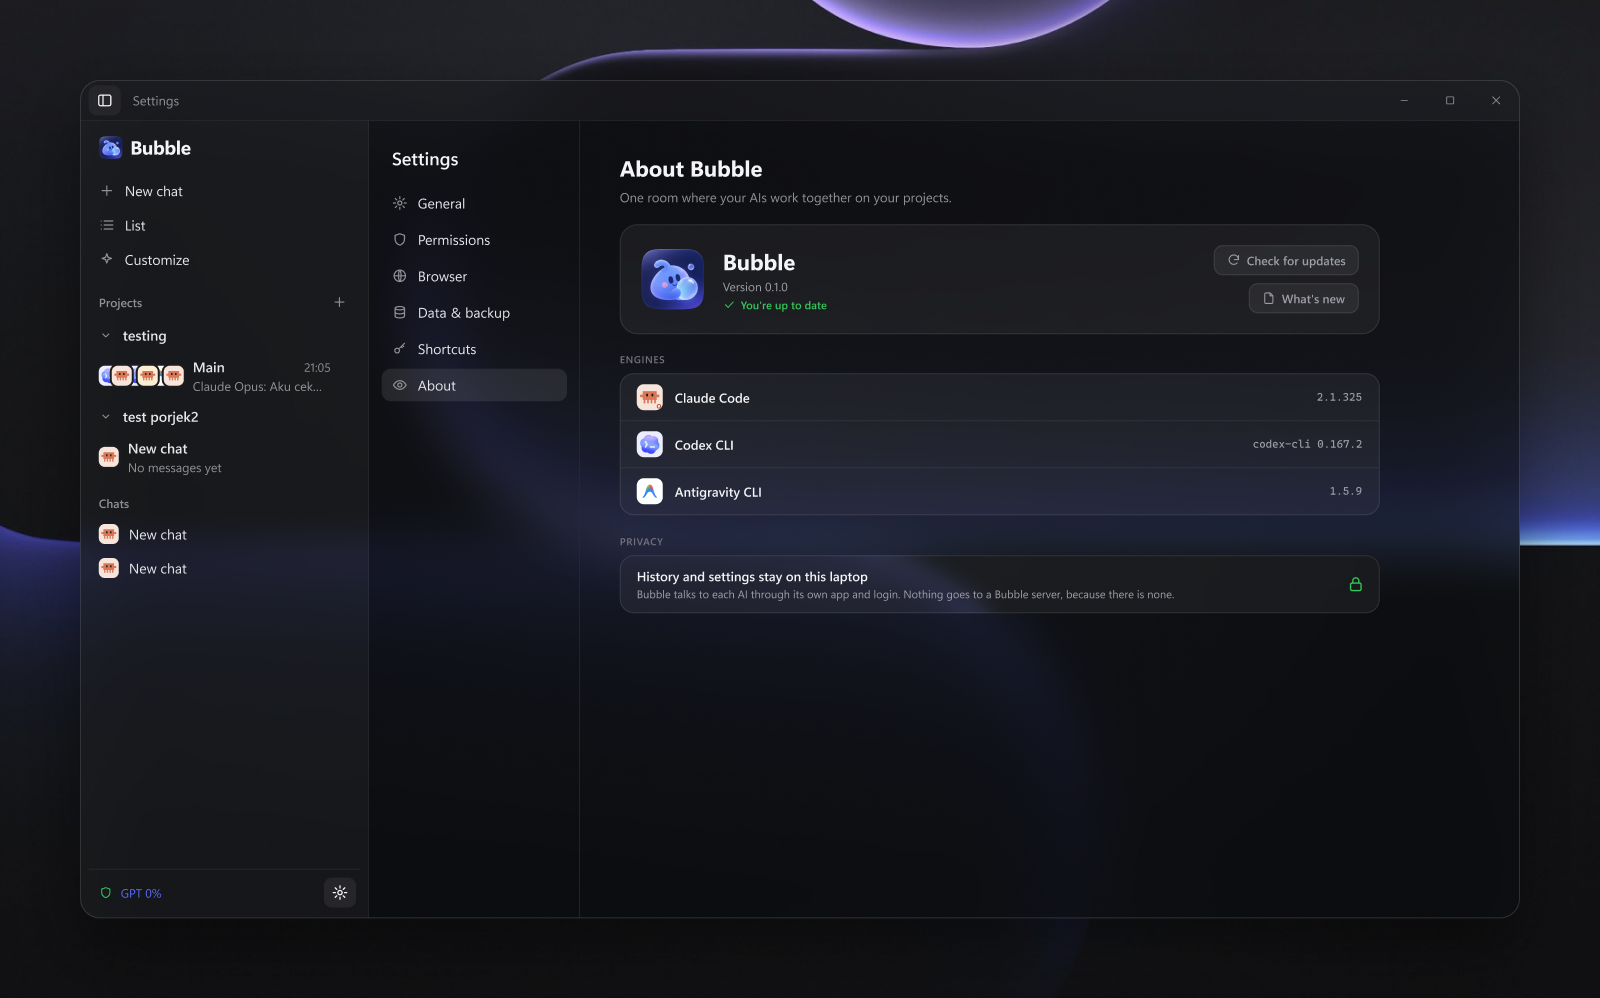 Settings
Bubble
New chat
List
Customize
Projects
testing
Main 21:05
Claude Opus: Aku cek...
test porjek2
New chat
No messages yet
Chats
New chat
New chat
GPT 0%
Settings
General
Permissions
Browser
Data & backup
Shortcuts
About
About Bubble
One room where your AIs work together on your projects.
Bubble
Version 0.1.0
You're up to date
Check for updates
What's new
ENGINES
Claude Code 2.1.325
Codex CLI codex-cli 0.167.2
Antigravity CLI 1.5.9
PRIVACY
History and settings stay on this laptop
Bubble talks to each AI through its own app and login. Nothing goes to a Bubble server, because there is none.